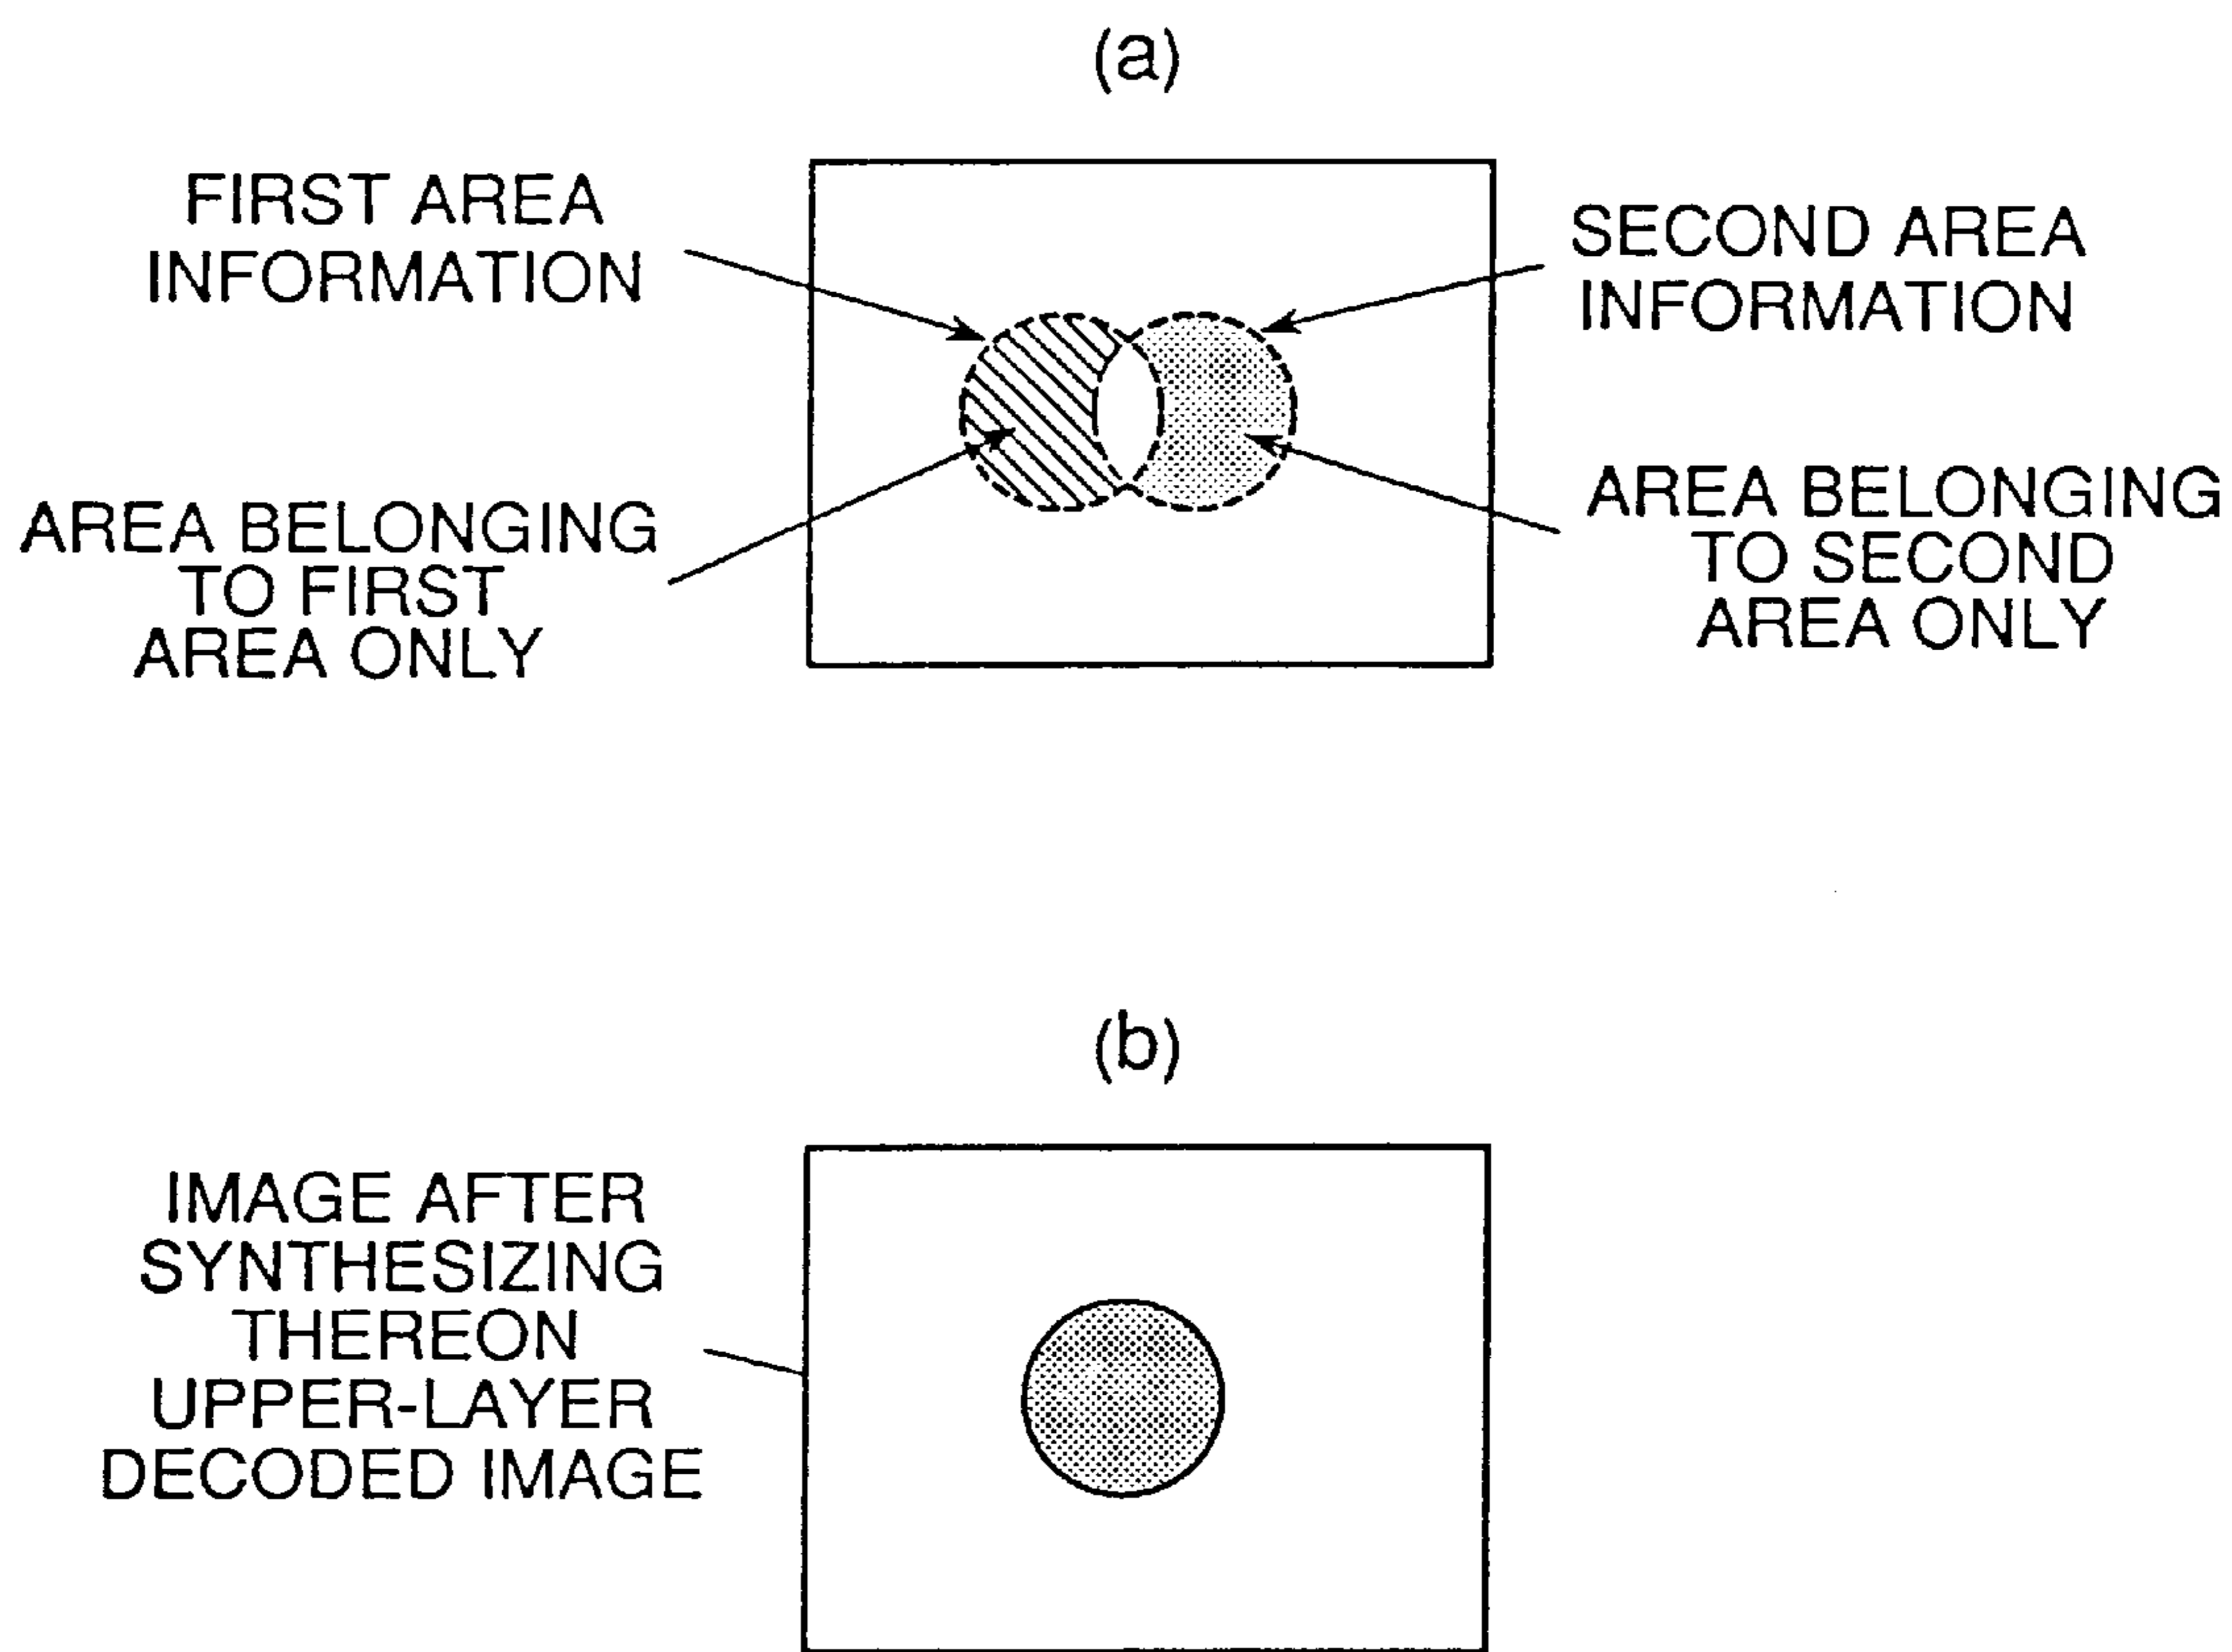 (a)
FIRST AREA
INFORMATION
SECOND AREA
INFORMATION
AREA BELONGING
TO FIRST
AREA ONLY
AREA BELONGING
TO SECOND
AREA ONLY
(b)
IMAGE AFTER
SYNTHESIZING
THEREON
UPPER-LAYER
DECODED IMAGE